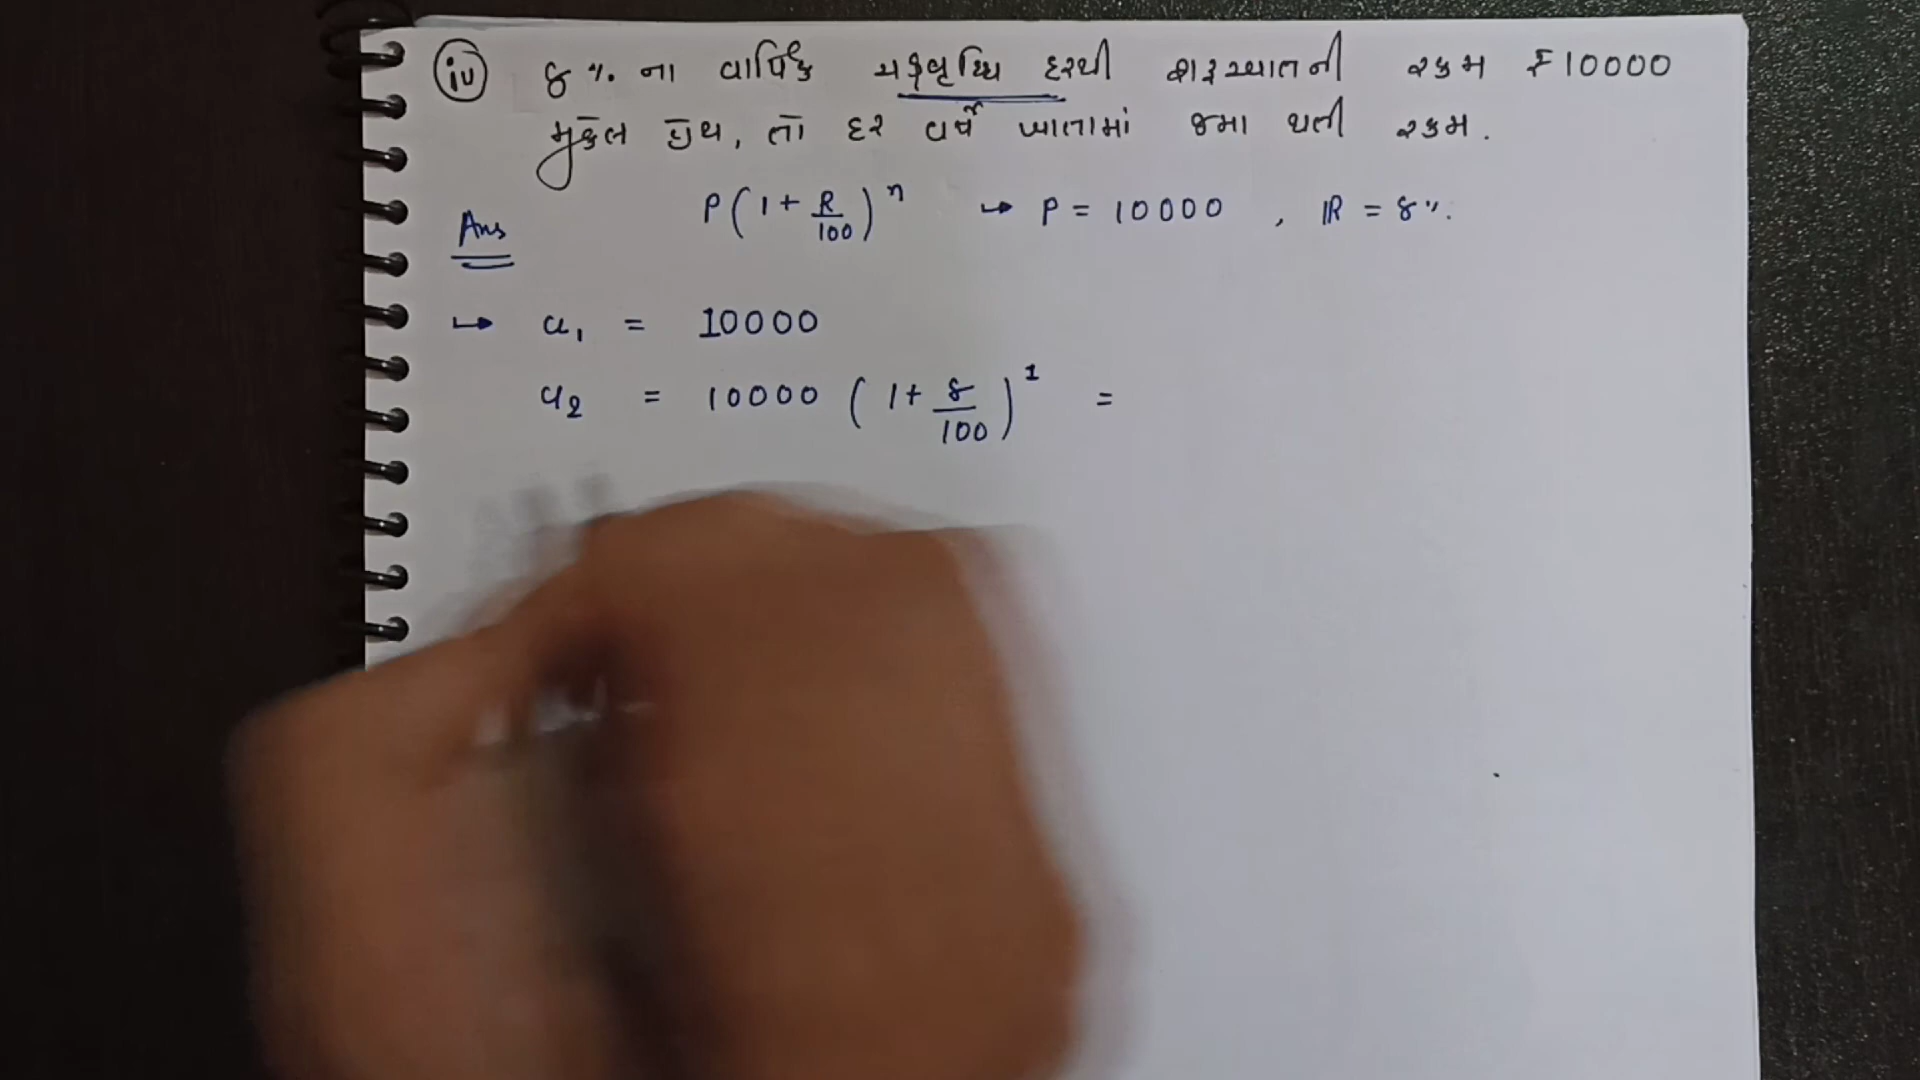 (iv) 8 % ના વાર્ષિક ચક્રવૃધ્ધિ દરથી શરૂઆતની રકમ ₹ 10000
મુકેલ હોય, તો દર વર્ષે ખાતામાં જમા થતી રકમ.
Ans P(1 + R/100)^n → P = 10000 , R = 8 %.
→ a₁ = 10000
a₂ = 10000 (1 + 8/100)^1 =